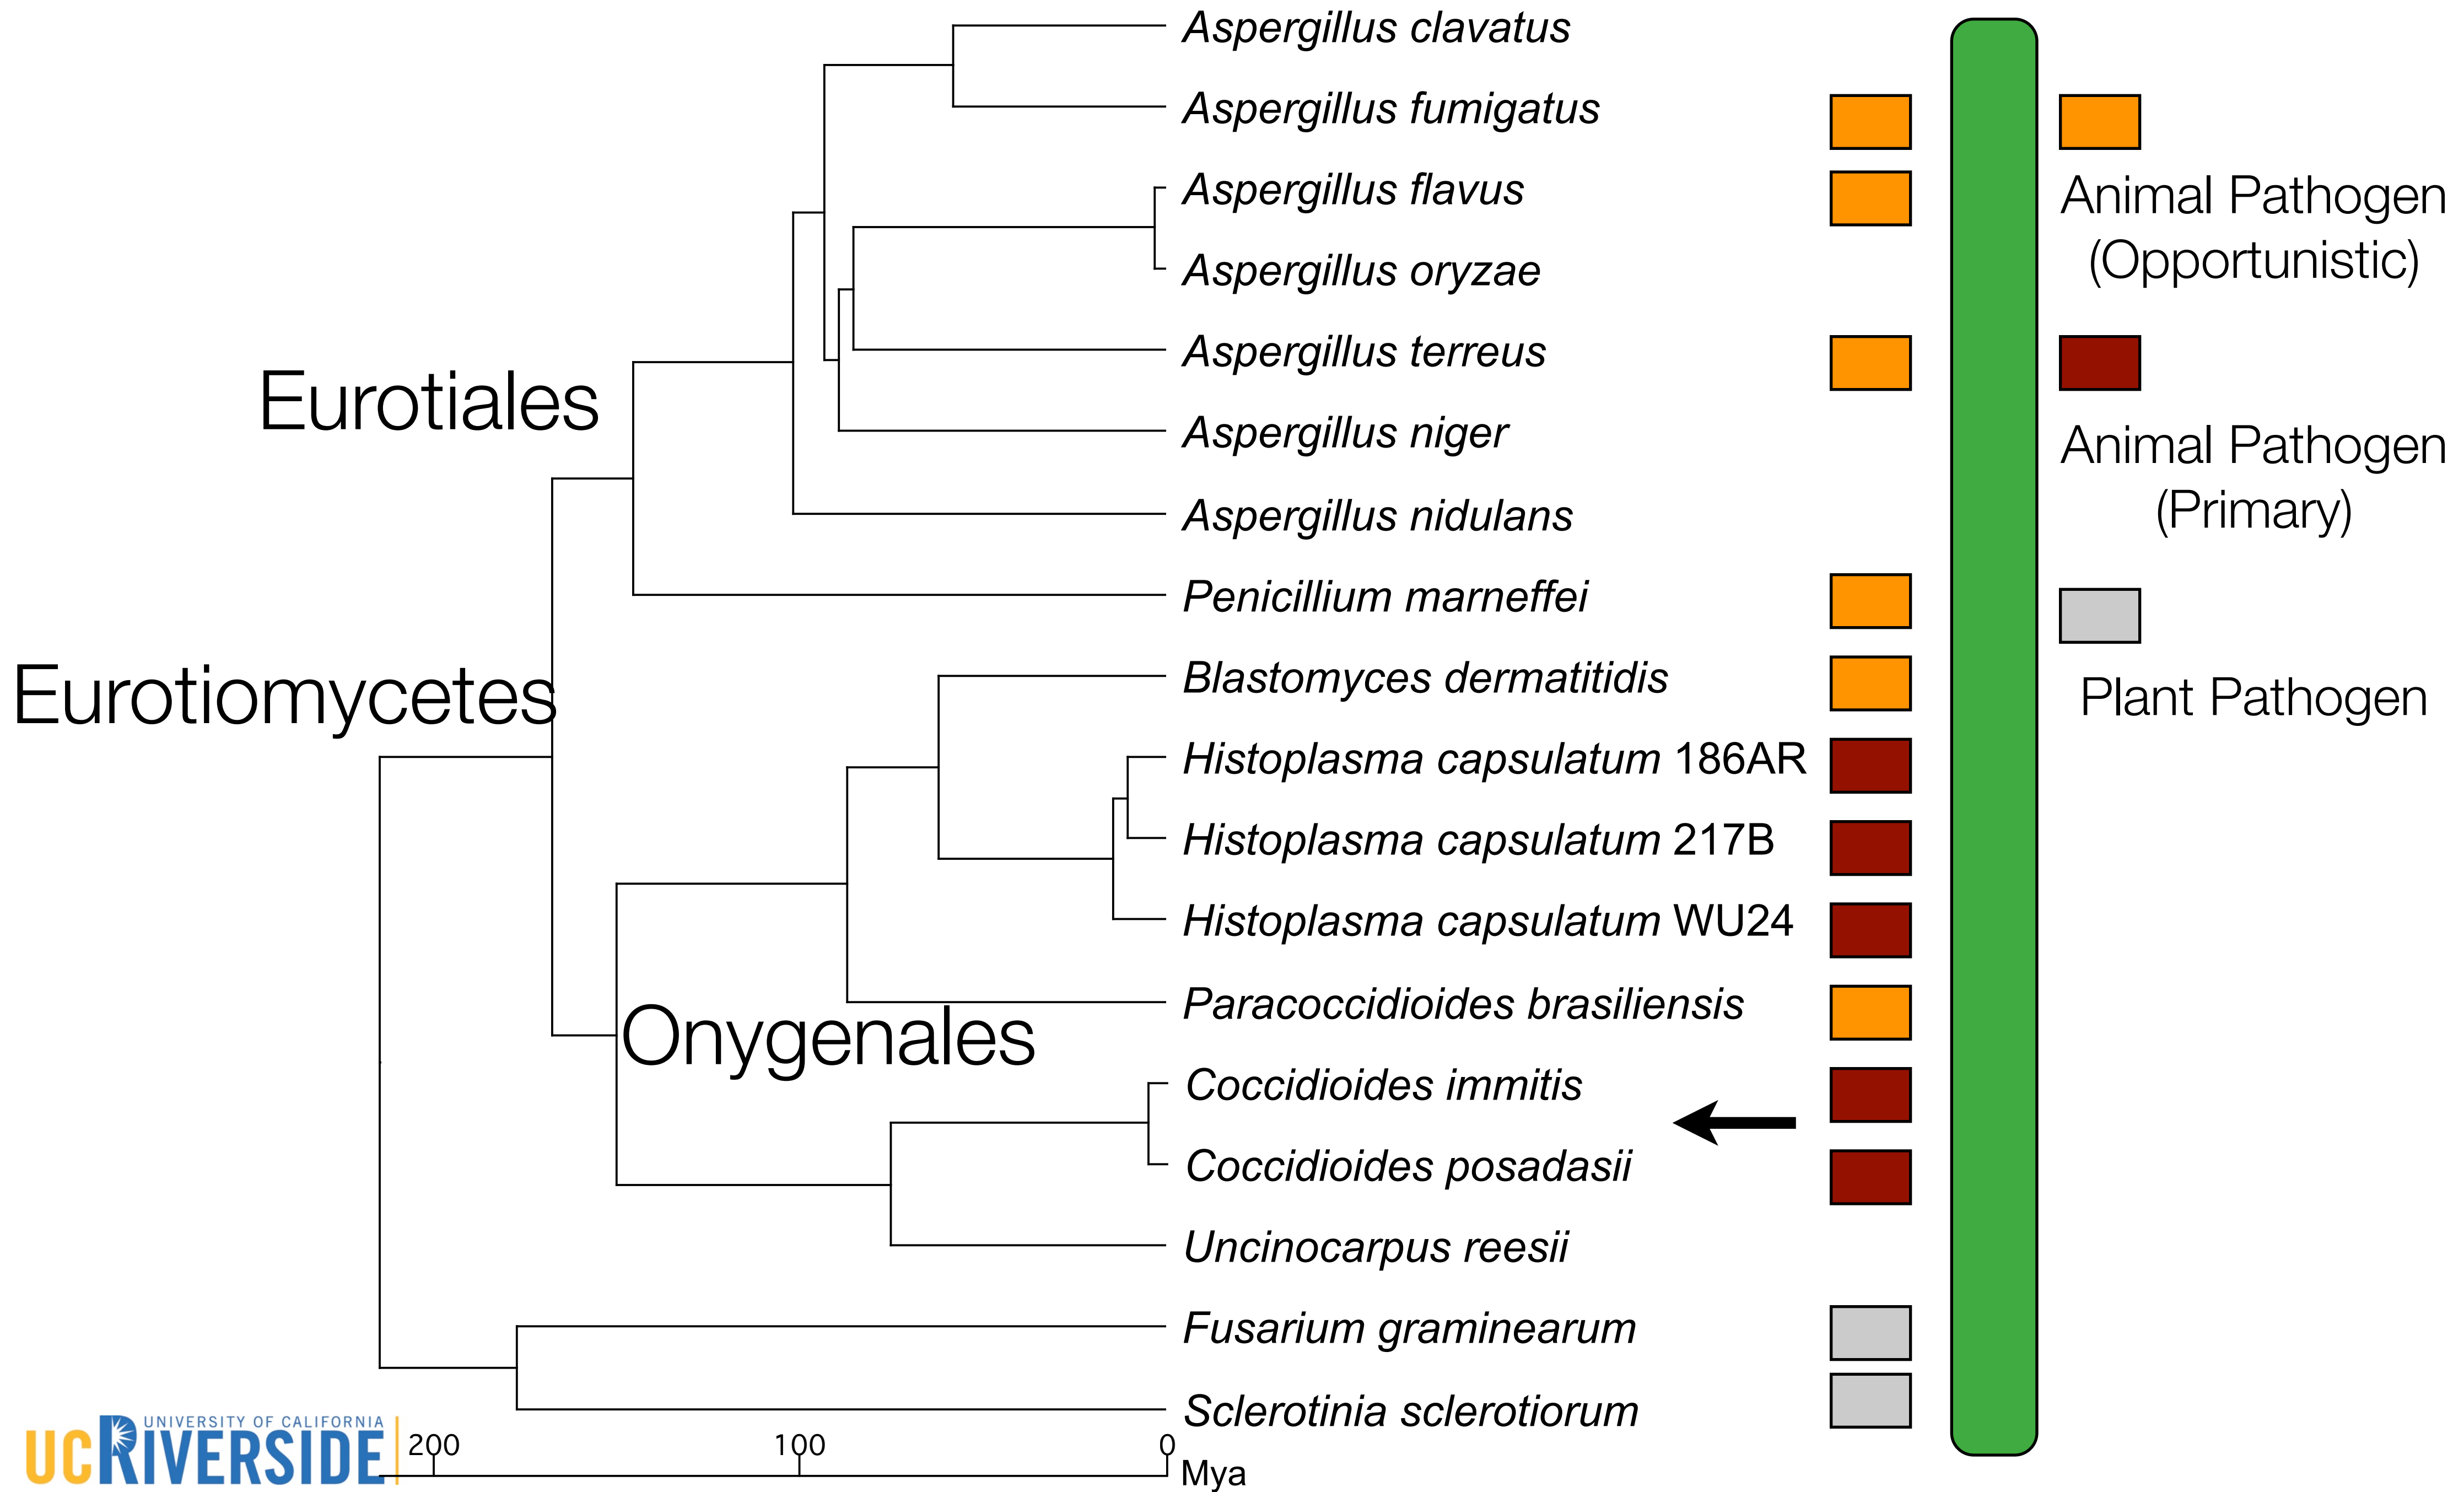 Aspergillus clavatus
Aspergillus fumigatus
Aspergillus flavus
Aspergillus oryzae
Aspergillus terreus
Aspergillus niger
Aspergillus nidulans
Penicillium marneffei
Blastomyces dermatitidis
Histoplasma capsulatum 186AR
Histoplasma capsulatum 217B
Histoplasma capsulatum WU24
Paracoccidioides brasiliensis
Coccidioides immitis
Coccidioides posadasii
Uncinocarpus reesii
Fusarium graminearum
Sclerotinia sclerotiorum
Eurotiales
Eurotiomycetes
Onygenales
Animal Pathogen
(Opportunistic)
Animal Pathogen
(Primary)
Plant Pathogen
UNIVERSITY OF CALIFORNIA
UCRIVERSIDE
200 100 0
Mya